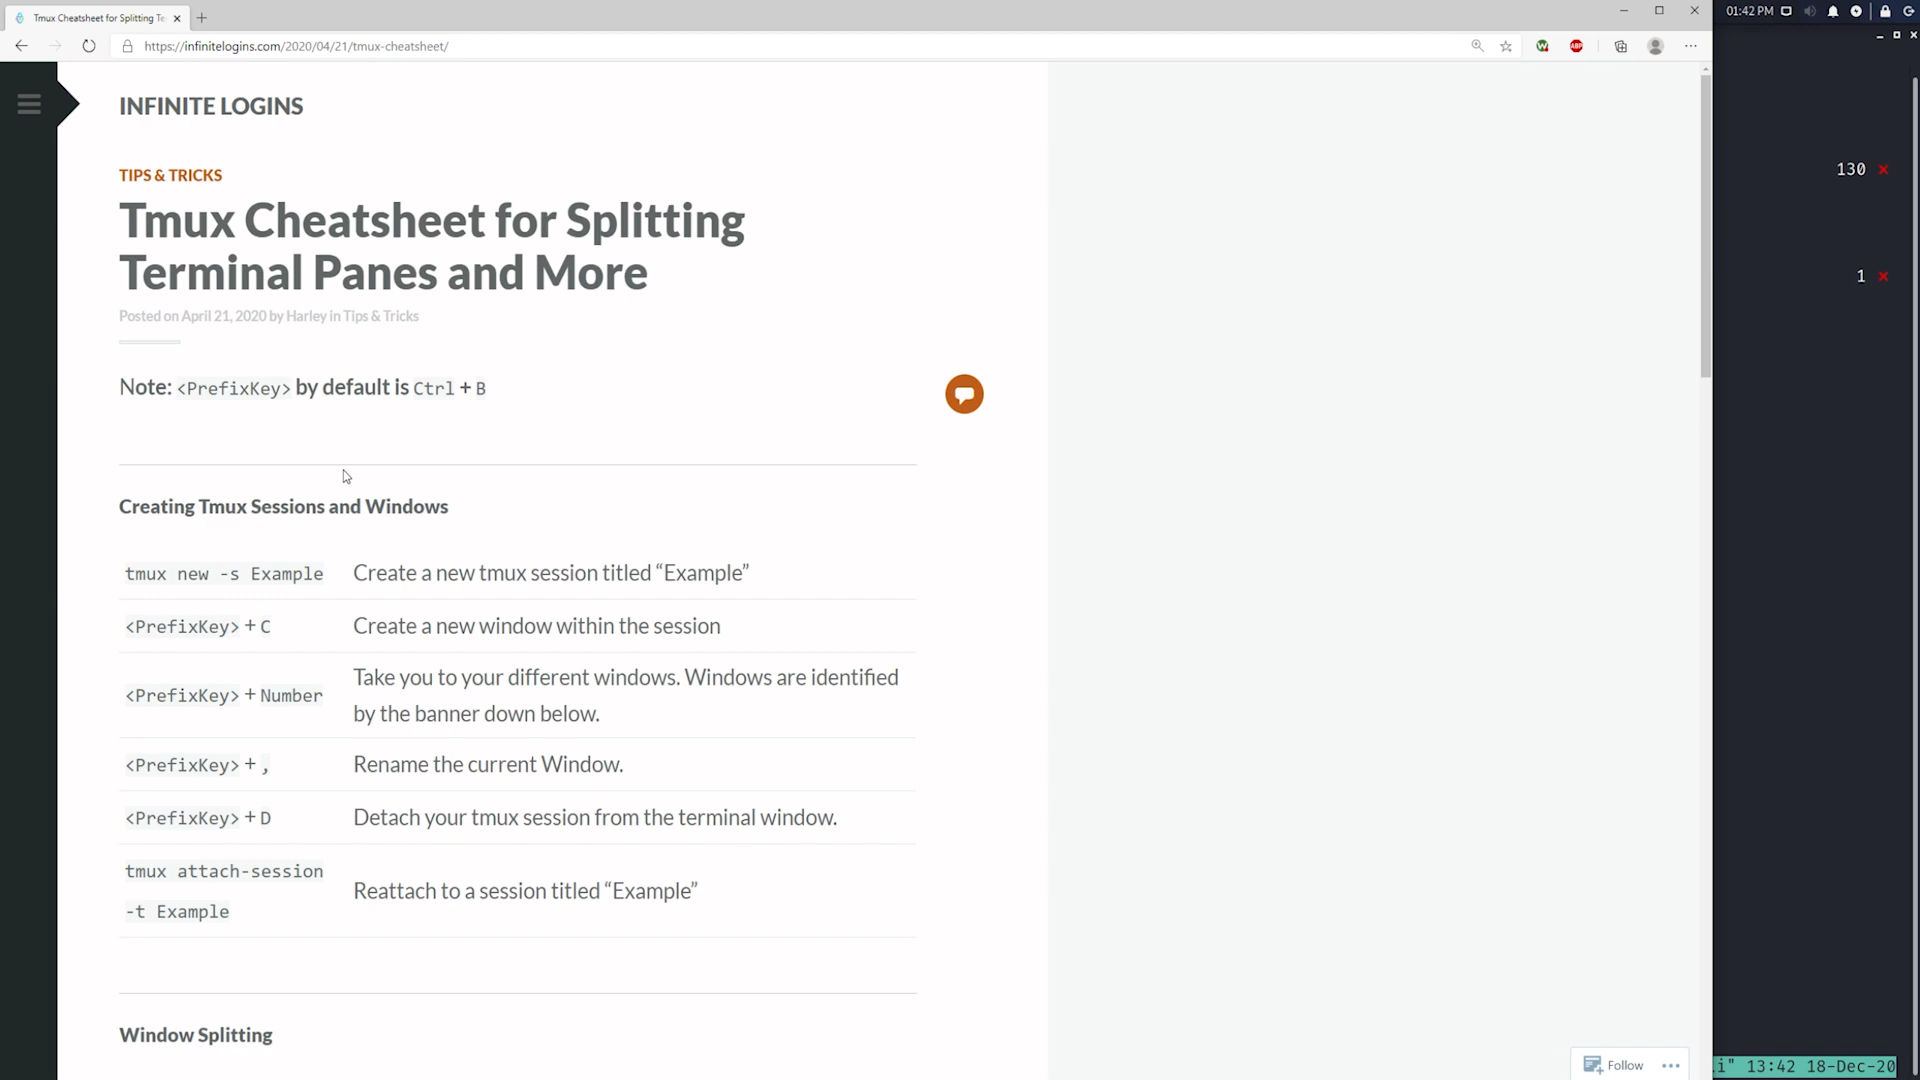 Tmux Cheatsheet for Splitting Te
01:42 PM
https://infinitelogins.com/2020/04/21/tmux-cheatsheet/
ABP
INFINITE LOGINS
TIPS & TRICKS
130 ×
Tmux Cheatsheet for Splitting
Terminal Panes and More
1 ×
Posted on April 21, 2020 by Harley in Tips & Tricks
Note: <PrefixKey> by default is Ctrl + B
Creating Tmux Sessions and Windows
tmux new -s Example Create a new tmux session titled “Example”
<PrefixKey> + C Create a new window within the session
<PrefixKey> + Number Take you to your different windows. Windows are identified
by the banner down below.
<PrefixKey> + , Rename the current Window.
<PrefixKey> + D Detach your tmux session from the terminal window.
tmux attach-session
-t Example
Reattach to a session titled “Example”
Window Splitting
Follow
i" 13:42 18-Dec-20